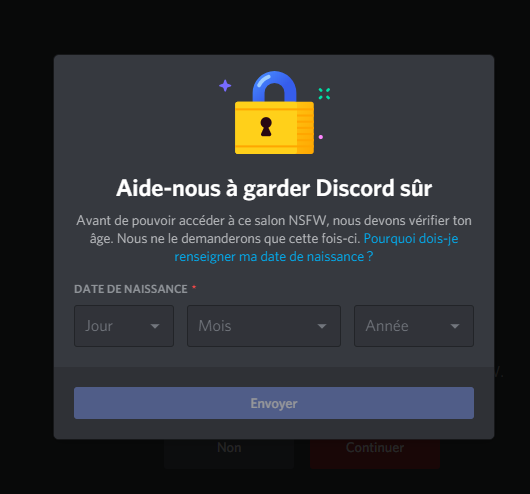 Aide-nous à garder Discord sûr
Avant de pouvoir accéder à ce salon NSFW, nous devons vérifier ton
âge. Nous ne le demanderons que cette fois-ci. Pourquoi dois-je
renseigner ma date de naissance ?
DATE DE NAISSANCE *
Jour Mois Année
Envoyer
Non Continuer